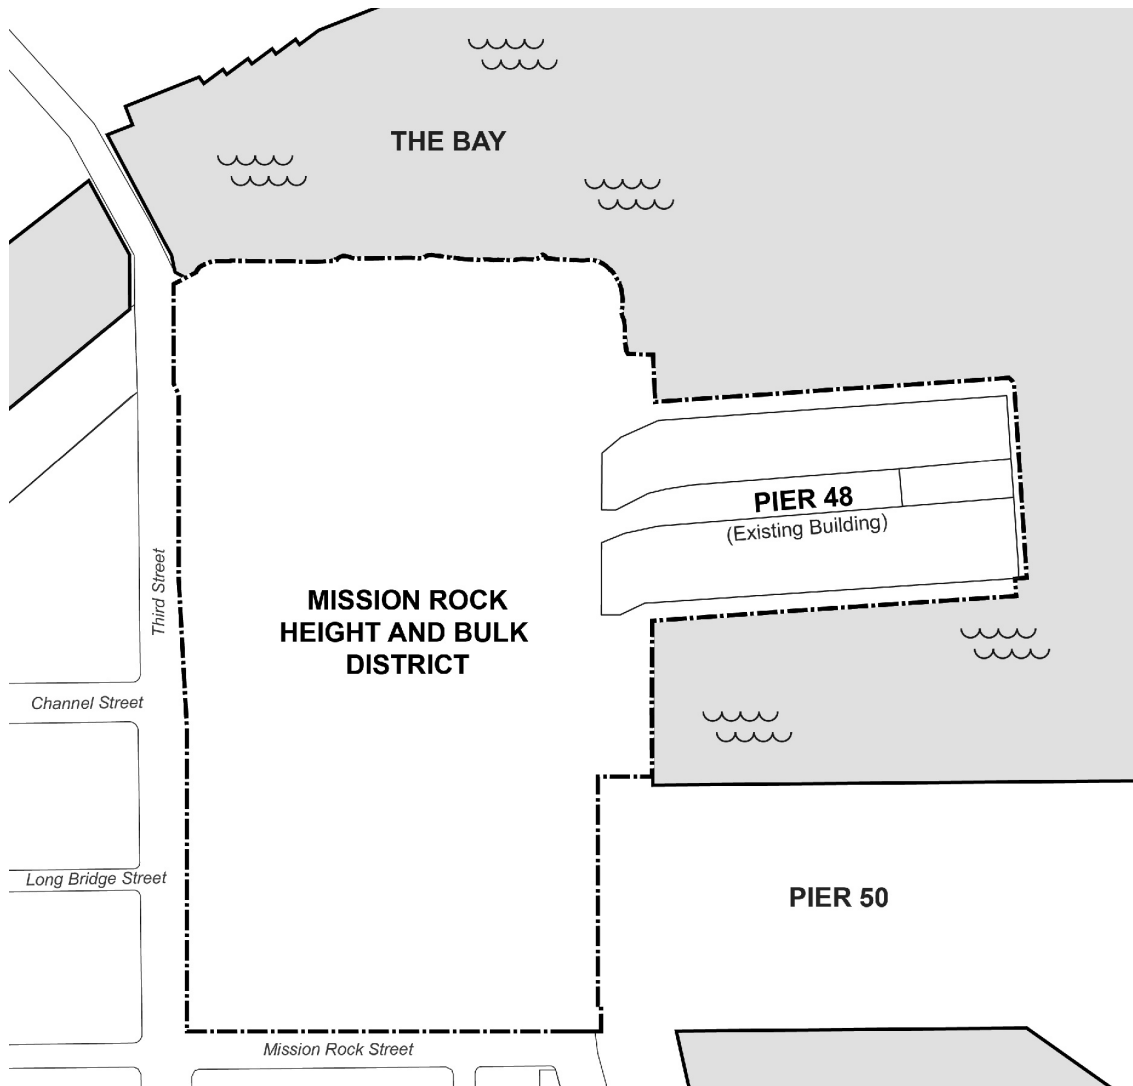 THE BAY
PIER 48
(Existing Building)
Third Street
MISSION ROCK
HEIGHT AND BULK
DISTRICT
Channel Street
Long Bridge Street
PIER 50
Mission Rock Street